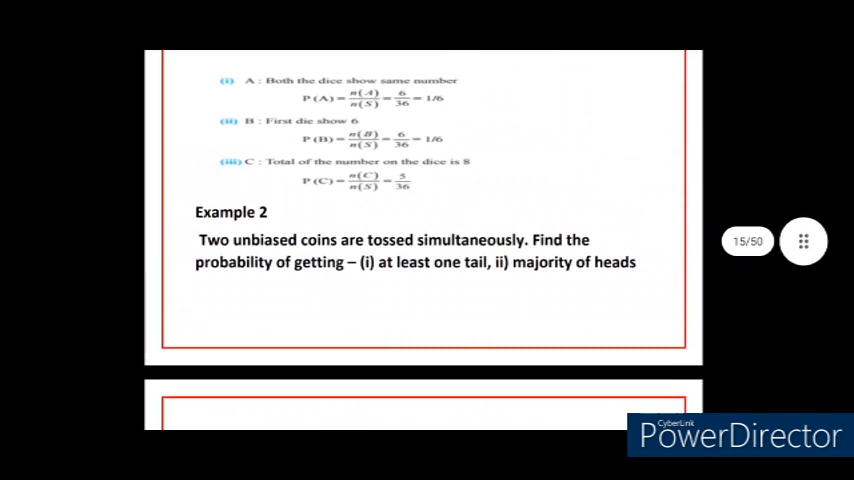 (i) A : Both the dice show same number
P (A) = n(A)/n(S) = 6/36 = 1/6
(ii) B : First die show 6
P (B) = n(B)/n(S) = 6/36 = 1/6
(iii) C : Total of the number on the dice is 8
P (C) = n(C)/n(S) = 5/36
Example 2
Two unbiased coins are tossed simultaneously. Find the
probability of getting – (i) at least one tail, ii) majority of heads
15/50
CyberLink
PowerDirector